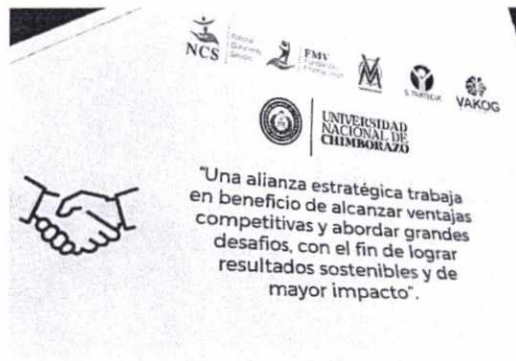 NCS
FMV
VAKOG
UNIVERSIDAD
NACIONAL DE
CHIMBORAZO
"Una alianza estratégica trabaja
en beneficio de alcanzar ventajas
competitivas y abordar grandes
desafíos, con el fin de lograr
resultados sostenibles y de
mayor impacto".